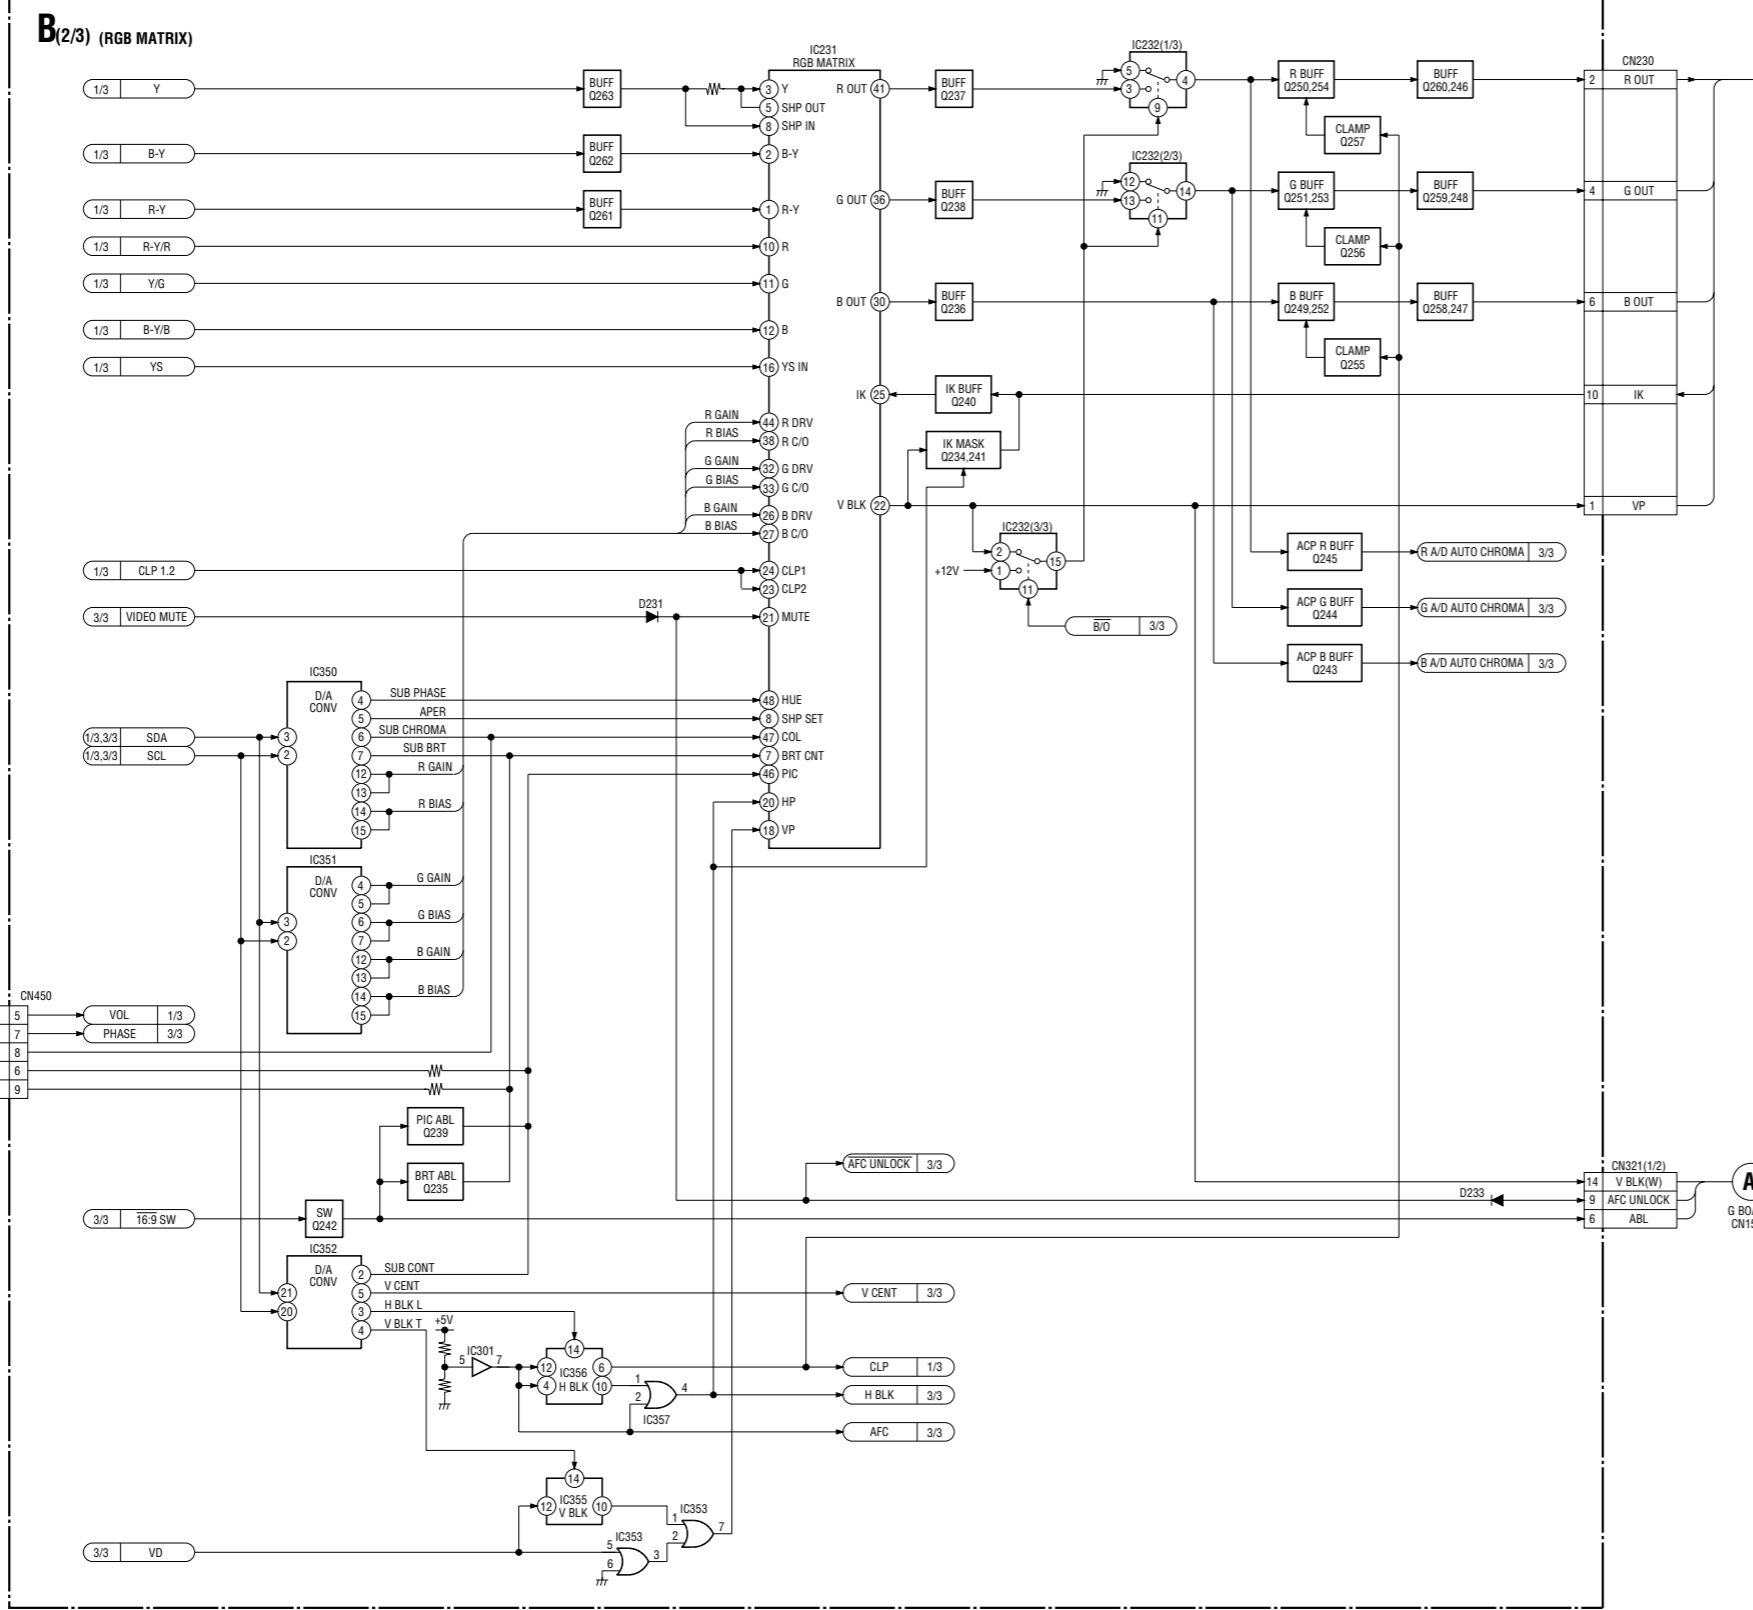 B(2/3) (RGB MATRIX)
1/3 Y
1/3 B-Y
1/3 R-Y
1/3 R-Y/R
1/3 Y/G
1/3 B-Y/B
1/3 YS
BUFF
Q263
BUFF
Q262
BUFF
Q261
IC231
RGB MATRIX
3 Y
5 SHP OUT
8 SHP IN
2 B-Y
1 R-Y
10 R
11 G
12 B
16 YS IN
R GAIN 44 R DRV
R BIAS 38 R C/O
G GAIN 32 G DRV
G BIAS 33 G C/O
B GAIN 26 B DRV
B BIAS 27 B C/O
1/3 CLP 1.2
24 CLP1
23 CLP2
3/3 VIDEO MUTE
D231
21 MUTE
48 HUE
8 SHP SET
47 COL
7 BRT CNT
46 PIC
20 HP
18 VP
R OUT 41
G OUT 36
B OUT 30
IK 25
V BLK 22
BUFF
Q237
BUFF
Q238
BUFF
Q236
IK BUFF
Q240
IK MASK
Q234,241
IC232(1/3)
5
3
4
9
IC232(2/3)
12
13
14
11
IC232(3/3)
2
+12V 1
15
11
B/O 3/3
R BUFF
Q250,254
BUFF
Q260,246
CLAMP
Q257
G BUFF
Q251,253
BUFF
Q259,248
CLAMP
Q256
B BUFF
Q249,252
BUFF
Q258,247
CLAMP
Q255
CN230
2 R OUT
4 G OUT
6 B OUT
10 IK
1 VP
ACP R BUFF
Q245
R A/D AUTO CHROMA 3/3
ACP G BUFF
Q244
G A/D AUTO CHROMA 3/3
ACP B BUFF
Q243
B A/D AUTO CHROMA 3/3
IC350
D/A
CONV
1/3,3/3 SDA
1/3,3/3 SCL
3
2
4 SUB PHASE
5 APER
6 SUB CHROMA
7 SUB BRT
12 R GAIN
13
14 R BIAS
15
IC351
D/A
CONV
3
2
4 G GAIN
5
6 G BIAS
7
12 B GAIN
13
14 B BIAS
15
CN450
5 VOL 1/3
7 PHASE 3/3
8
6
9
PIC ABL
Q239
BRT ABL
Q235
3/3 16:9 SW
SW
Q242
AFC UNLOCK 3/3
D233
CN321(1/2)
14 V BLK(W)
9 AFC UNLOCK
6 ABL
A
IC352
D/A
CONV
21
20
2 SUB CONT
5 V CENT
3 H BLK L
4 V BLK T
V CENT 3/3
+5V
5 IC301 7
14
12
4
IC356
H BLK
6
10
1
2
4
IC357
CLP 1/3
H BLK 3/3
AFC 3/3
14
12
IC355
V BLK
10
IC353
1
2
7
IC353
5
6
3
3/3 VD